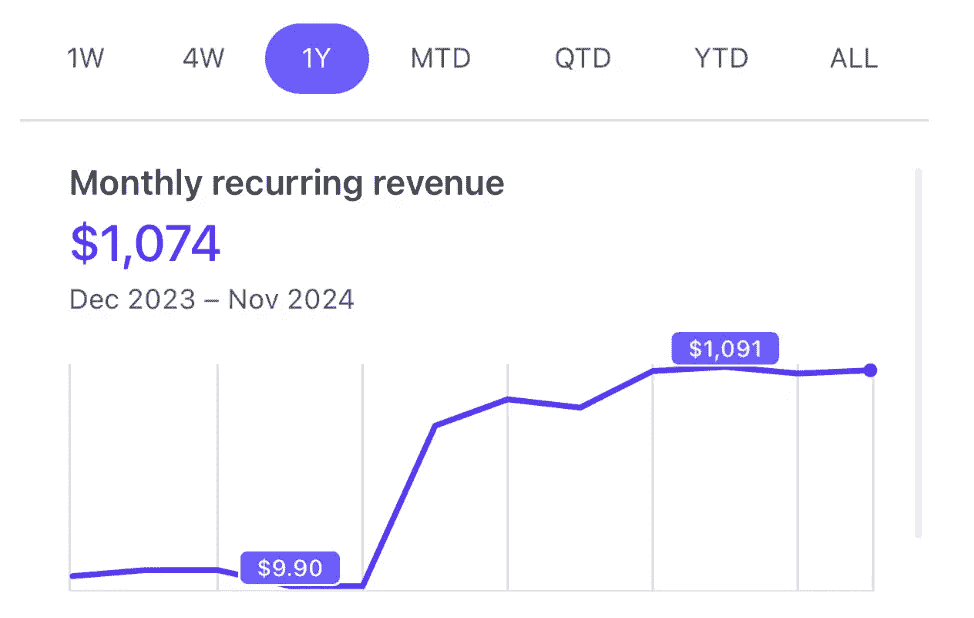 1W 4W 1Y MTD QTD YTD ALL
Monthly recurring revenue
$1,074
Dec 2023 – Nov 2024
$1,091
$9.90